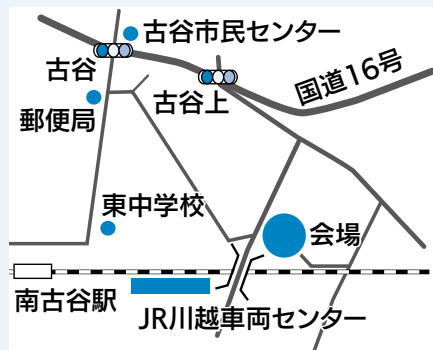 古谷市民センター
古谷
国道16号
古谷上
郵便局
東中学校
会場
南古谷駅
JR川越車両センター